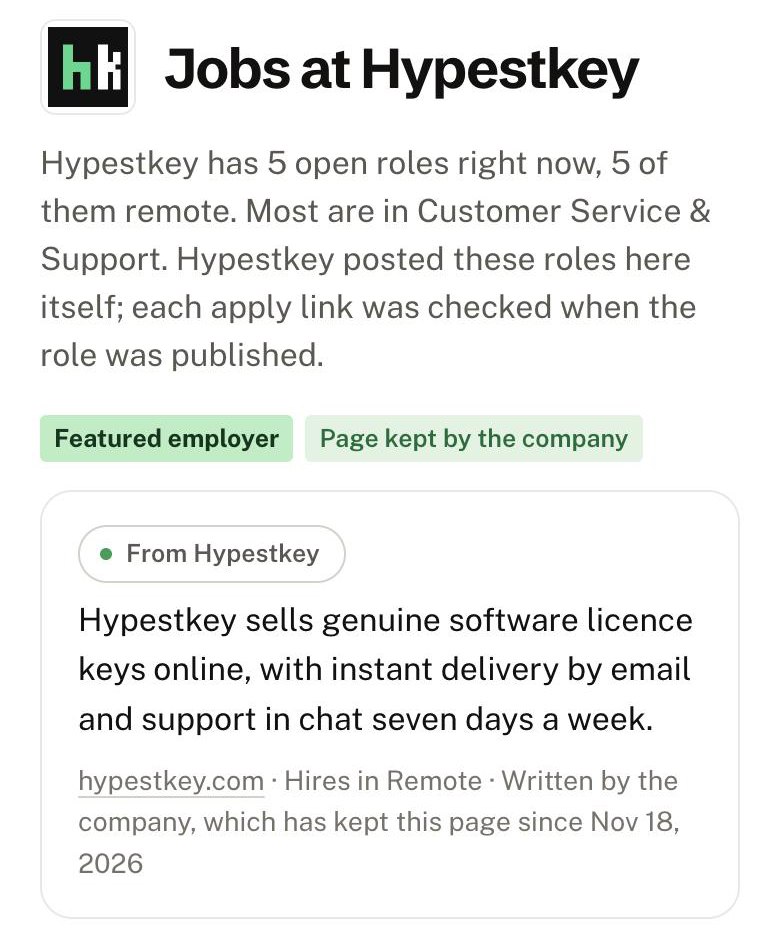 hk
Jobs at Hypestkey
Hypestkey has 5 open roles right now, 5 of
them remote. Most are in Customer Service &
Support. Hypestkey posted these roles here
itself; each apply link was checked when the
role was published.
Featured employer
Page kept by the company
From Hypestkey
Hypestkey sells genuine software licence
keys online, with instant delivery by email
and support in chat seven days a week.
hypestkey.com · Hires in Remote · Written by the
company, which has kept this page since Nov 18,
2026